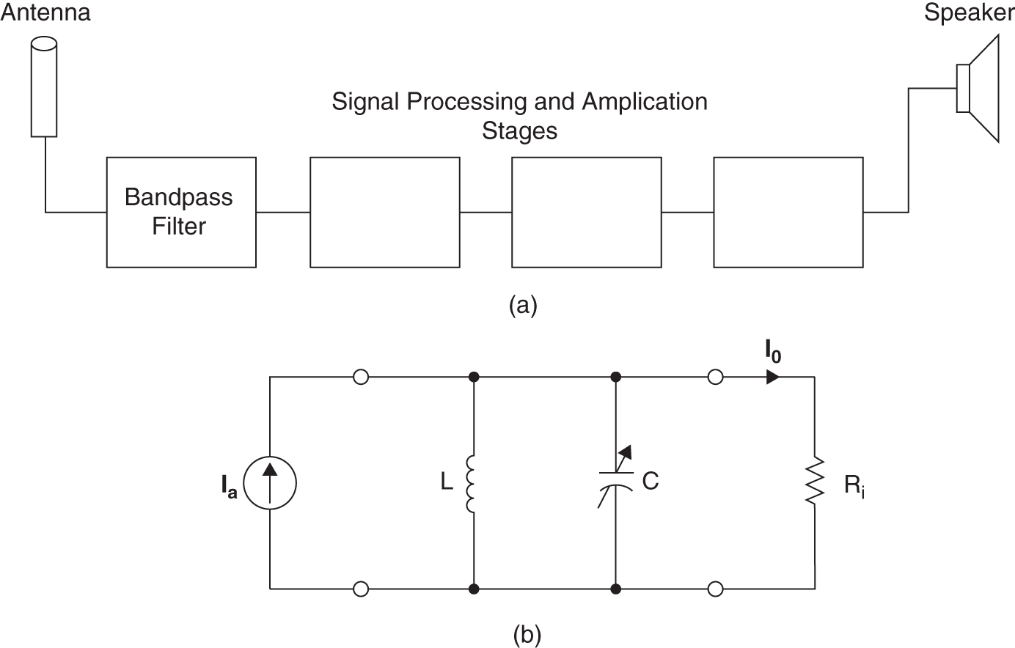 Antenna
Speaker
Signal Processing and Amplication
Stages
Bandpass
Filter
(a)
I0
Ia
L
C
Ri
(b)